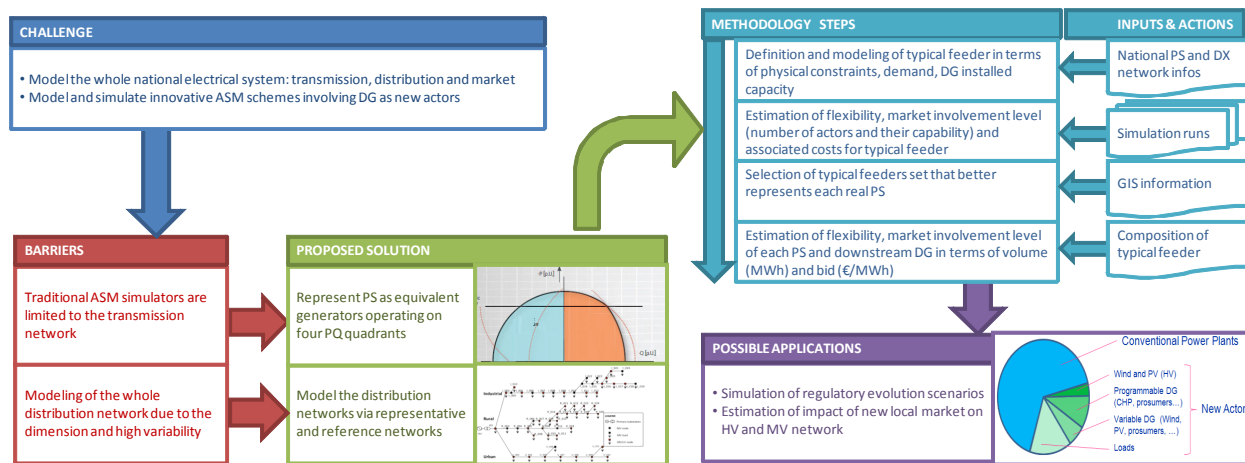 CHALLENGE
• Model the whole national electrical system: transmission, distribution and market
• Model and simulate innovative ASM schemes involving DG as new actors
BARRIERS
Traditional ASM simulators are
limited to the transmission
network
Modeling of the whole
distribution network due to the
dimension and high variability
PROPOSED SOLUTION
Represent PS as equivalent
generators operating on
four PQ quadrants
Model the distribution
networks via representative
and reference networks
Industrial
Rural
Urban
METHODOLOGY STEPS
Definition and modeling of typical feeder in terms
of physical constraints, demand, DG installed
capacity
Estimation of flexibility, market involvement level
(number of actors and their capability) and
associated costs for typical feeder
Selection of typical feeders set that better
represents each real PS
Estimation of flexibility, market involvement level
of each PS and downstream DG in terms of volume
(MWh) and bid (€/MWh)
INPUTS & ACTIONS
National PS and DX
network infos
Simulation runs
GIS information
Composition of
typical feeder
POSSIBLE APPLICATIONS
• Simulation of regulatory evolution scenarios
• Estimation of impact of new local market on
HV and MV network
Conventional Power Plants
Wind and PV (HV)
Programmable DG
(CHP, prosumers...)
Variable DG (Wind,
PV, prosumers, ...)
Loads
New Actor